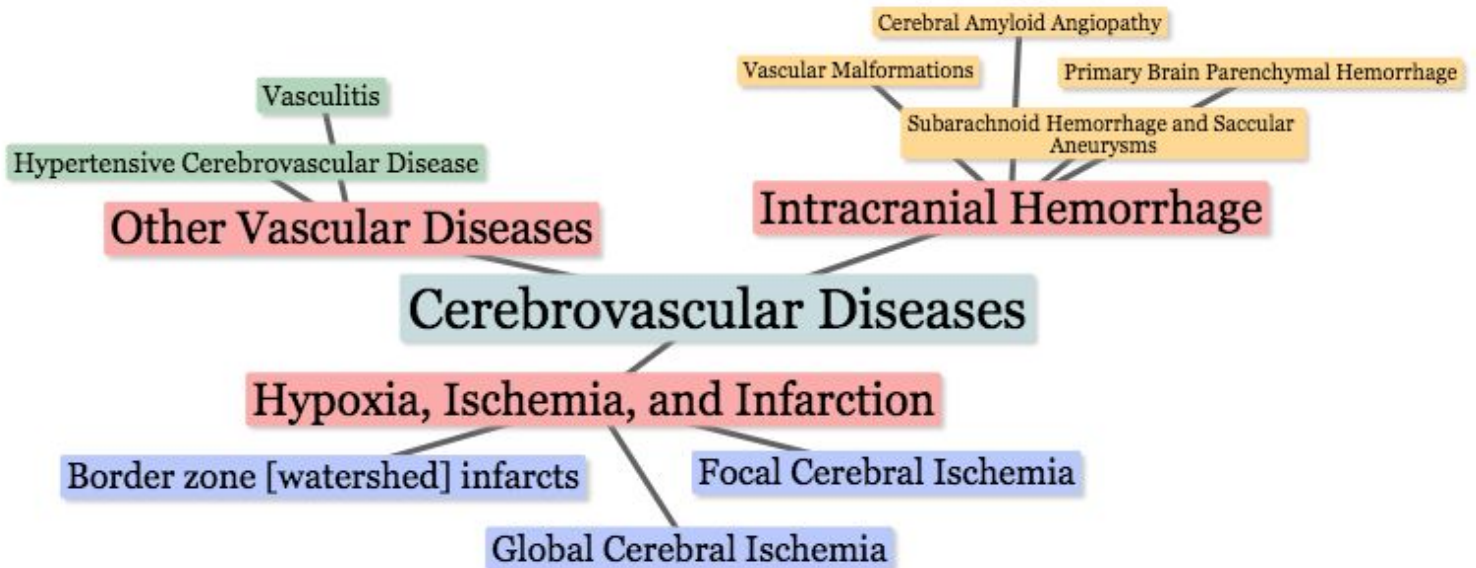 Cerebral Amyloid Angiopathy
Vascular Malformations
Primary Brain Parenchymal Hemorrhage
Vasculitis
Subarachnoid Hemorrhage and Saccular
Aneurysms
Hypertensive Cerebrovascular Disease
Other Vascular Diseases
Intracranial Hemorrhage
Cerebrovascular Diseases
Hypoxia, Ischemia, and Infarction
Border zone [watershed] infarcts
Focal Cerebral Ischemia
Global Cerebral Ischemia